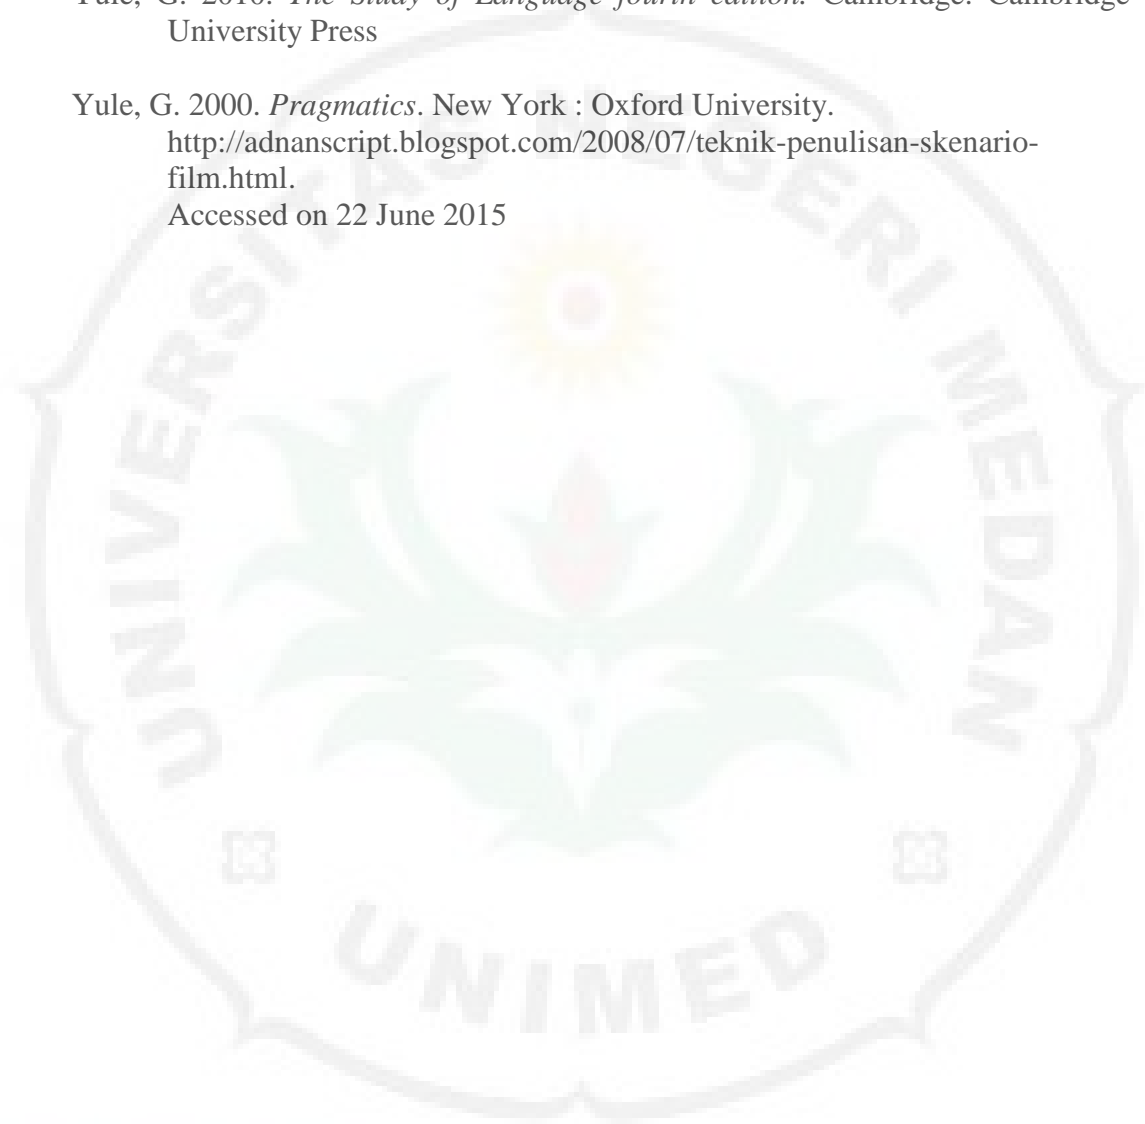 Yule, G. 2010. The Study of Language fourth edition. Cambridge: Cambridge
University Press
Yule, G. 2000. Pragmatics. New York : Oxford University.
http://adnanscript.blogspot.com/2008/07/teknik-penulisan-skenario-
film.html.
Accessed on 22 June 2015
UNIVERSITAS NEGERI MEDAN
UNIMED